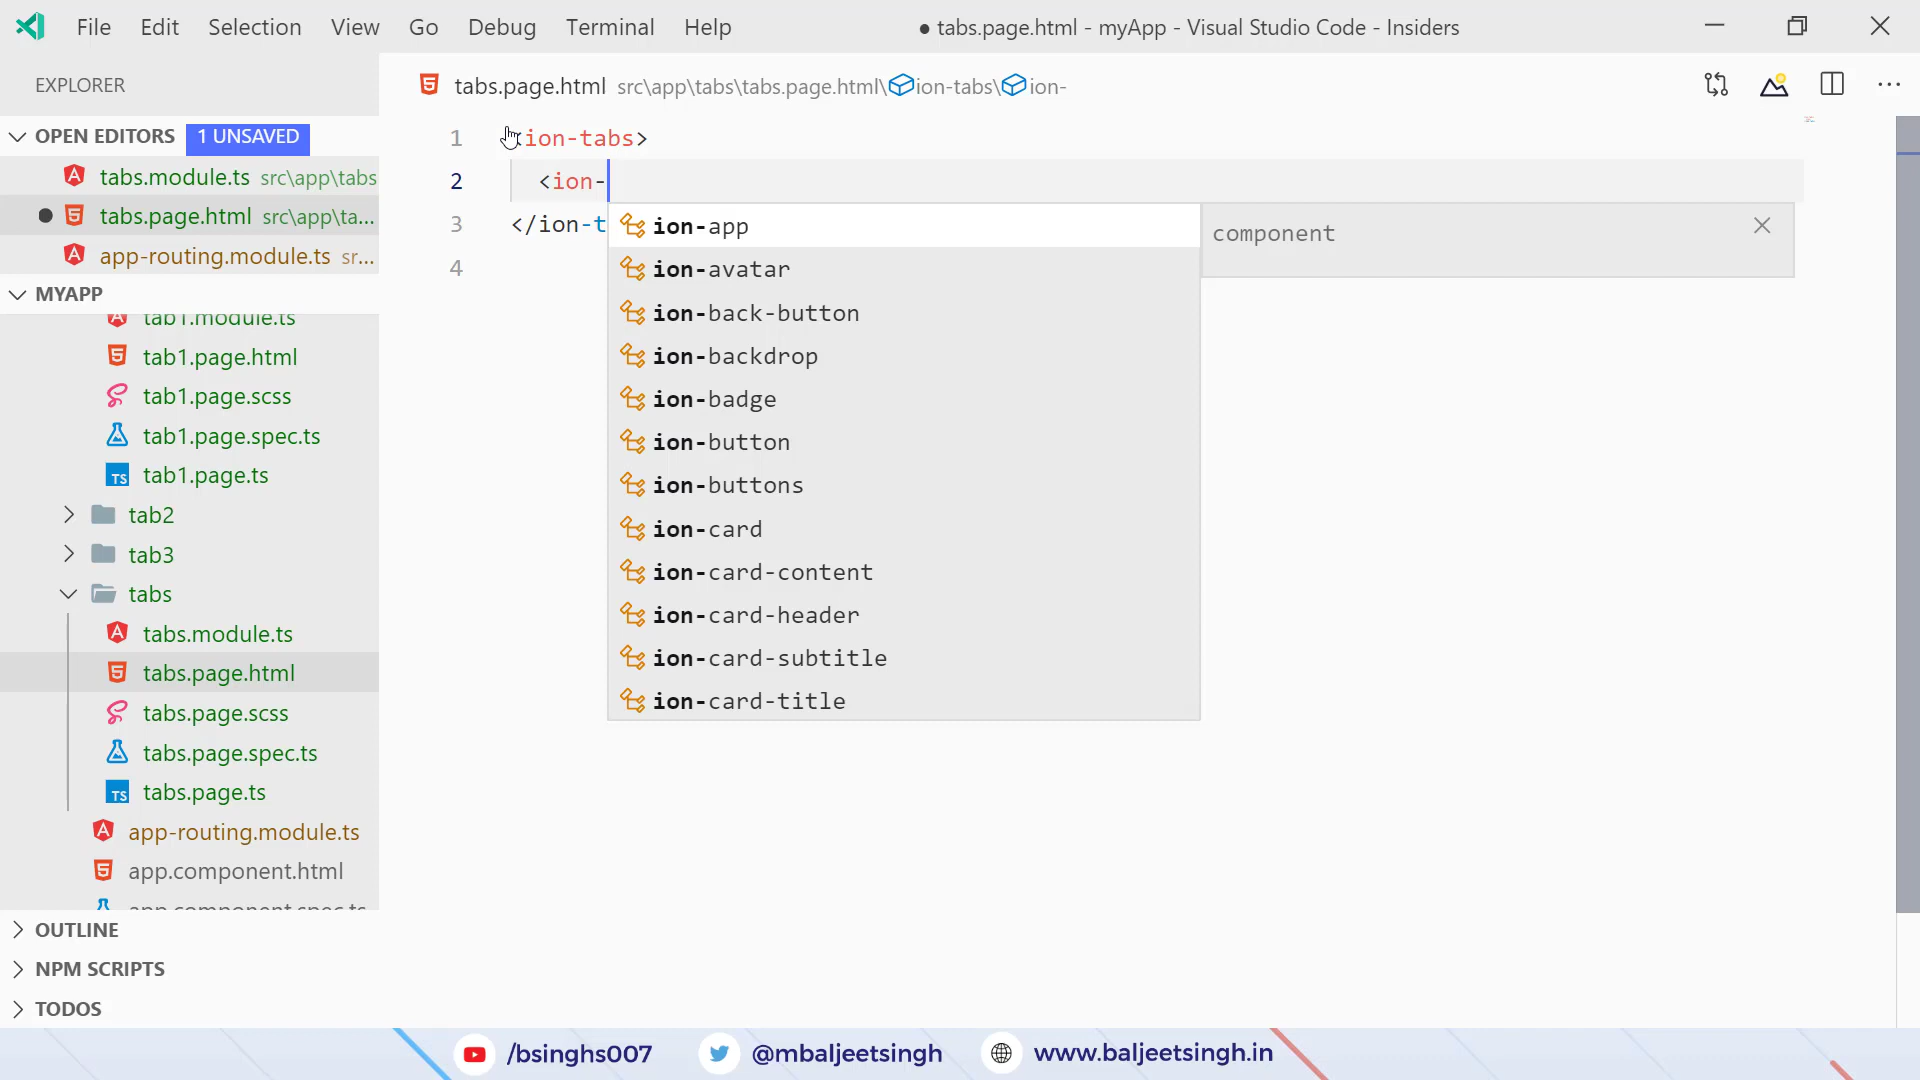 File Edit Selection View Go Debug Terminal Help ● tabs.page.html - myApp - Visual Studio Code - Insiders
EXPLORER
OPEN EDITORS 1 UNSAVED
tabs.module.ts src\app\tabs
tabs.page.html src\app\ta...
app-routing.module.ts sr...
MYAPP
tab1.module.ts
tab1.page.html
tab1.page.scss
tab1.page.spec.ts
tab1.page.ts
tab2
tab3
tabs
tabs.module.ts
tabs.page.html
tabs.page.scss
tabs.page.spec.ts
tabs.page.ts
app-routing.module.ts
app.component.html
app.component.spec.ts
OUTLINE
NPM SCRIPTS
TODOS
tabs.page.html src\app\tabs\tabs.page.html\ion-tabs\ion-
1 <ion-tabs>
2 <ion-
3 </ion-t
4
ion-app
ion-avatar
ion-back-button
ion-backdrop
ion-badge
ion-button
ion-buttons
ion-card
ion-card-content
ion-card-header
ion-card-subtitle
ion-card-title
component
/bsinghs007 @mbaljeetsingh www.baljeetsingh.in